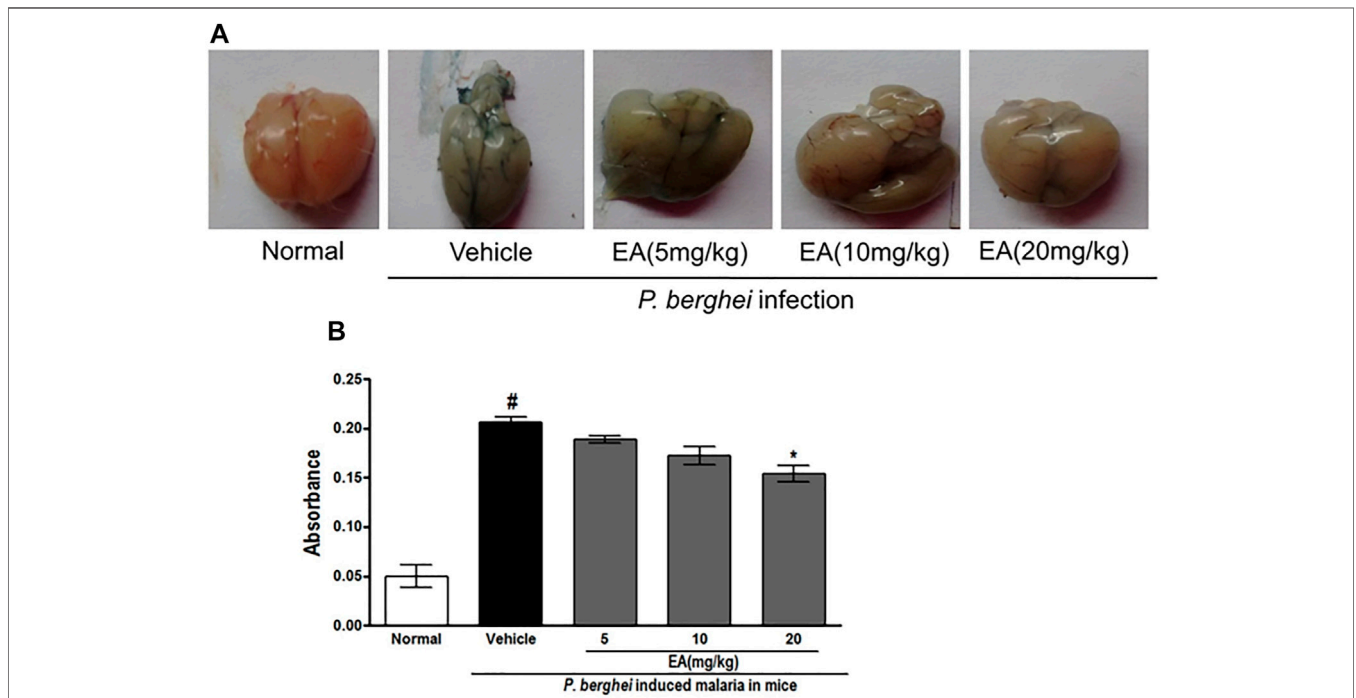 A
Normal Vehicle EA(5mg/kg) EA(10mg/kg) EA(20mg/kg)
P. berghei infection
B
Absorbance
0.25
0.20
0.15
0.10
0.05
0.00
#
*
Normal Vehicle 5 10 20
EA(mg/kg)
P. berghei induced malaria in mice